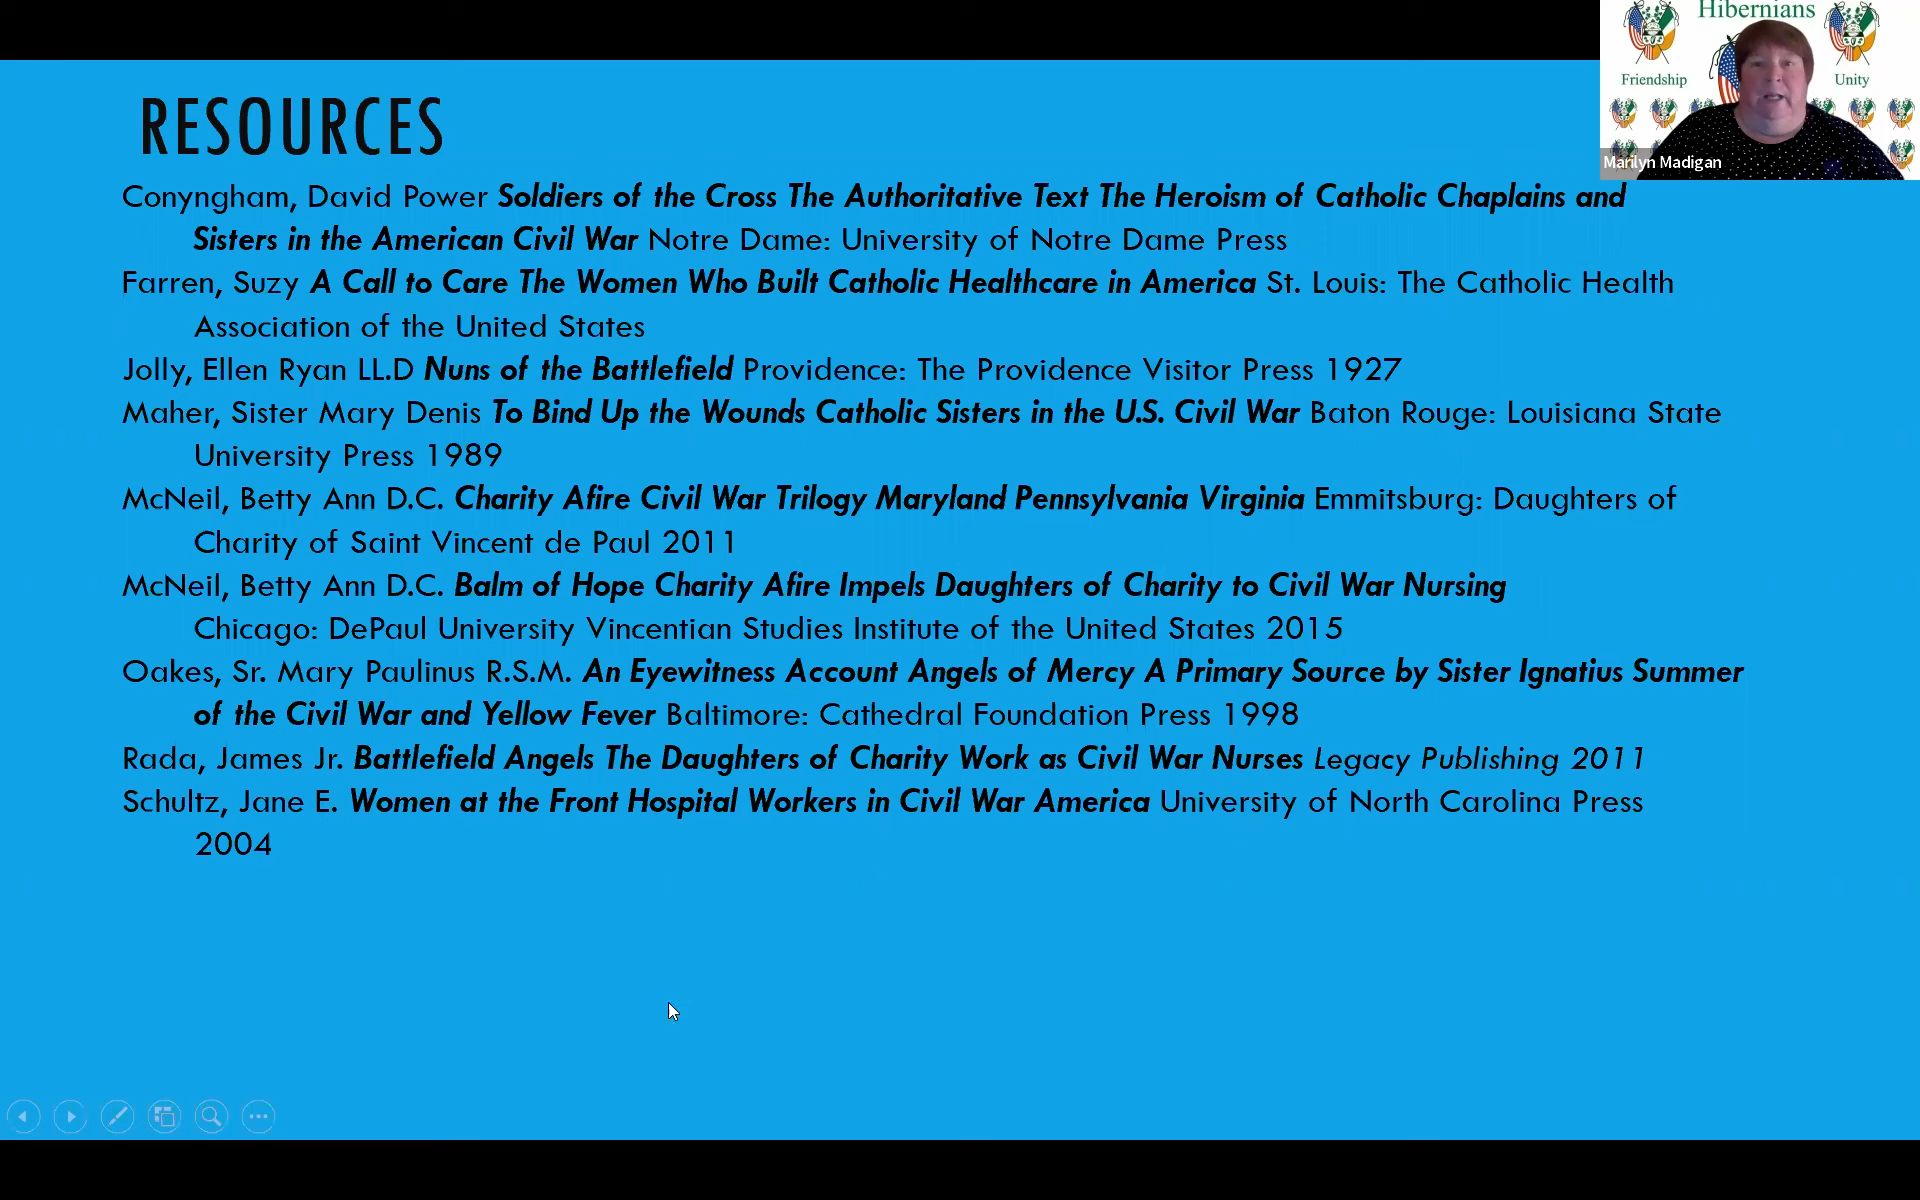 Hibernians
Friendship
Unity
Marilyn Madigan
RESOURCES
Conyngham, David Power Soldiers of the Cross The Authoritative Text The Heroism of Catholic Chaplains and
Sisters in the American Civil War Notre Dame: University of Notre Dame Press
Farren, Suzy A Call to Care The Women Who Built Catholic Healthcare in America St. Louis: The Catholic Health
Association of the United States
Jolly, Ellen Ryan LL.D Nuns of the Battlefield Providence: The Providence Visitor Press 1927
Maher, Sister Mary Denis To Bind Up the Wounds Catholic Sisters in the U.S. Civil War Baton Rouge: Louisiana State
University Press 1989
McNeil, Betty Ann D.C. Charity Afire Civil War Trilogy Maryland Pennsylvania Virginia Emmitsburg: Daughters of
Charity of Saint Vincent de Paul 2011
McNeil, Betty Ann D.C. Balm of Hope Charity Afire Impels Daughters of Charity to Civil War Nursing
Chicago: DePaul University Vincentian Studies Institute of the United States 2015
Oakes, Sr. Mary Paulinus R.S.M. An Eyewitness Account Angels of Mercy A Primary Source by Sister Ignatius Summer
of the Civil War and Yellow Fever Baltimore: Cathedral Foundation Press 1998
Rada, James Jr. Battlefield Angels The Daughters of Charity Work as Civil War Nurses Legacy Publishing 2011
Schultz, Jane E. Women at the Front Hospital Workers in Civil War America University of North Carolina Press
2004